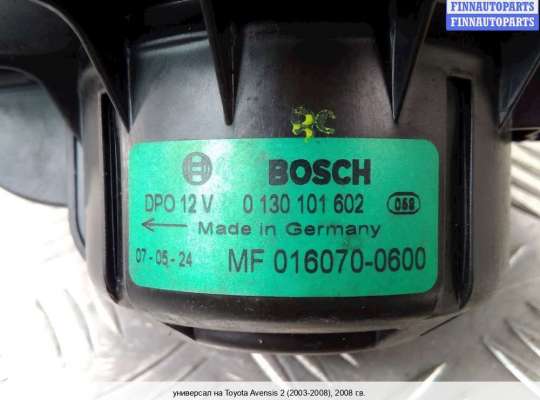 FINNAUTOPARTS
FINNAUTOPARTS
BOSCH
DPO 12 V 0 130 101 602
Made in Germany
07-05-24 MF 016070-0600
универсал на Toyota Avensis 2 (2003-2008), 2008 г.в.